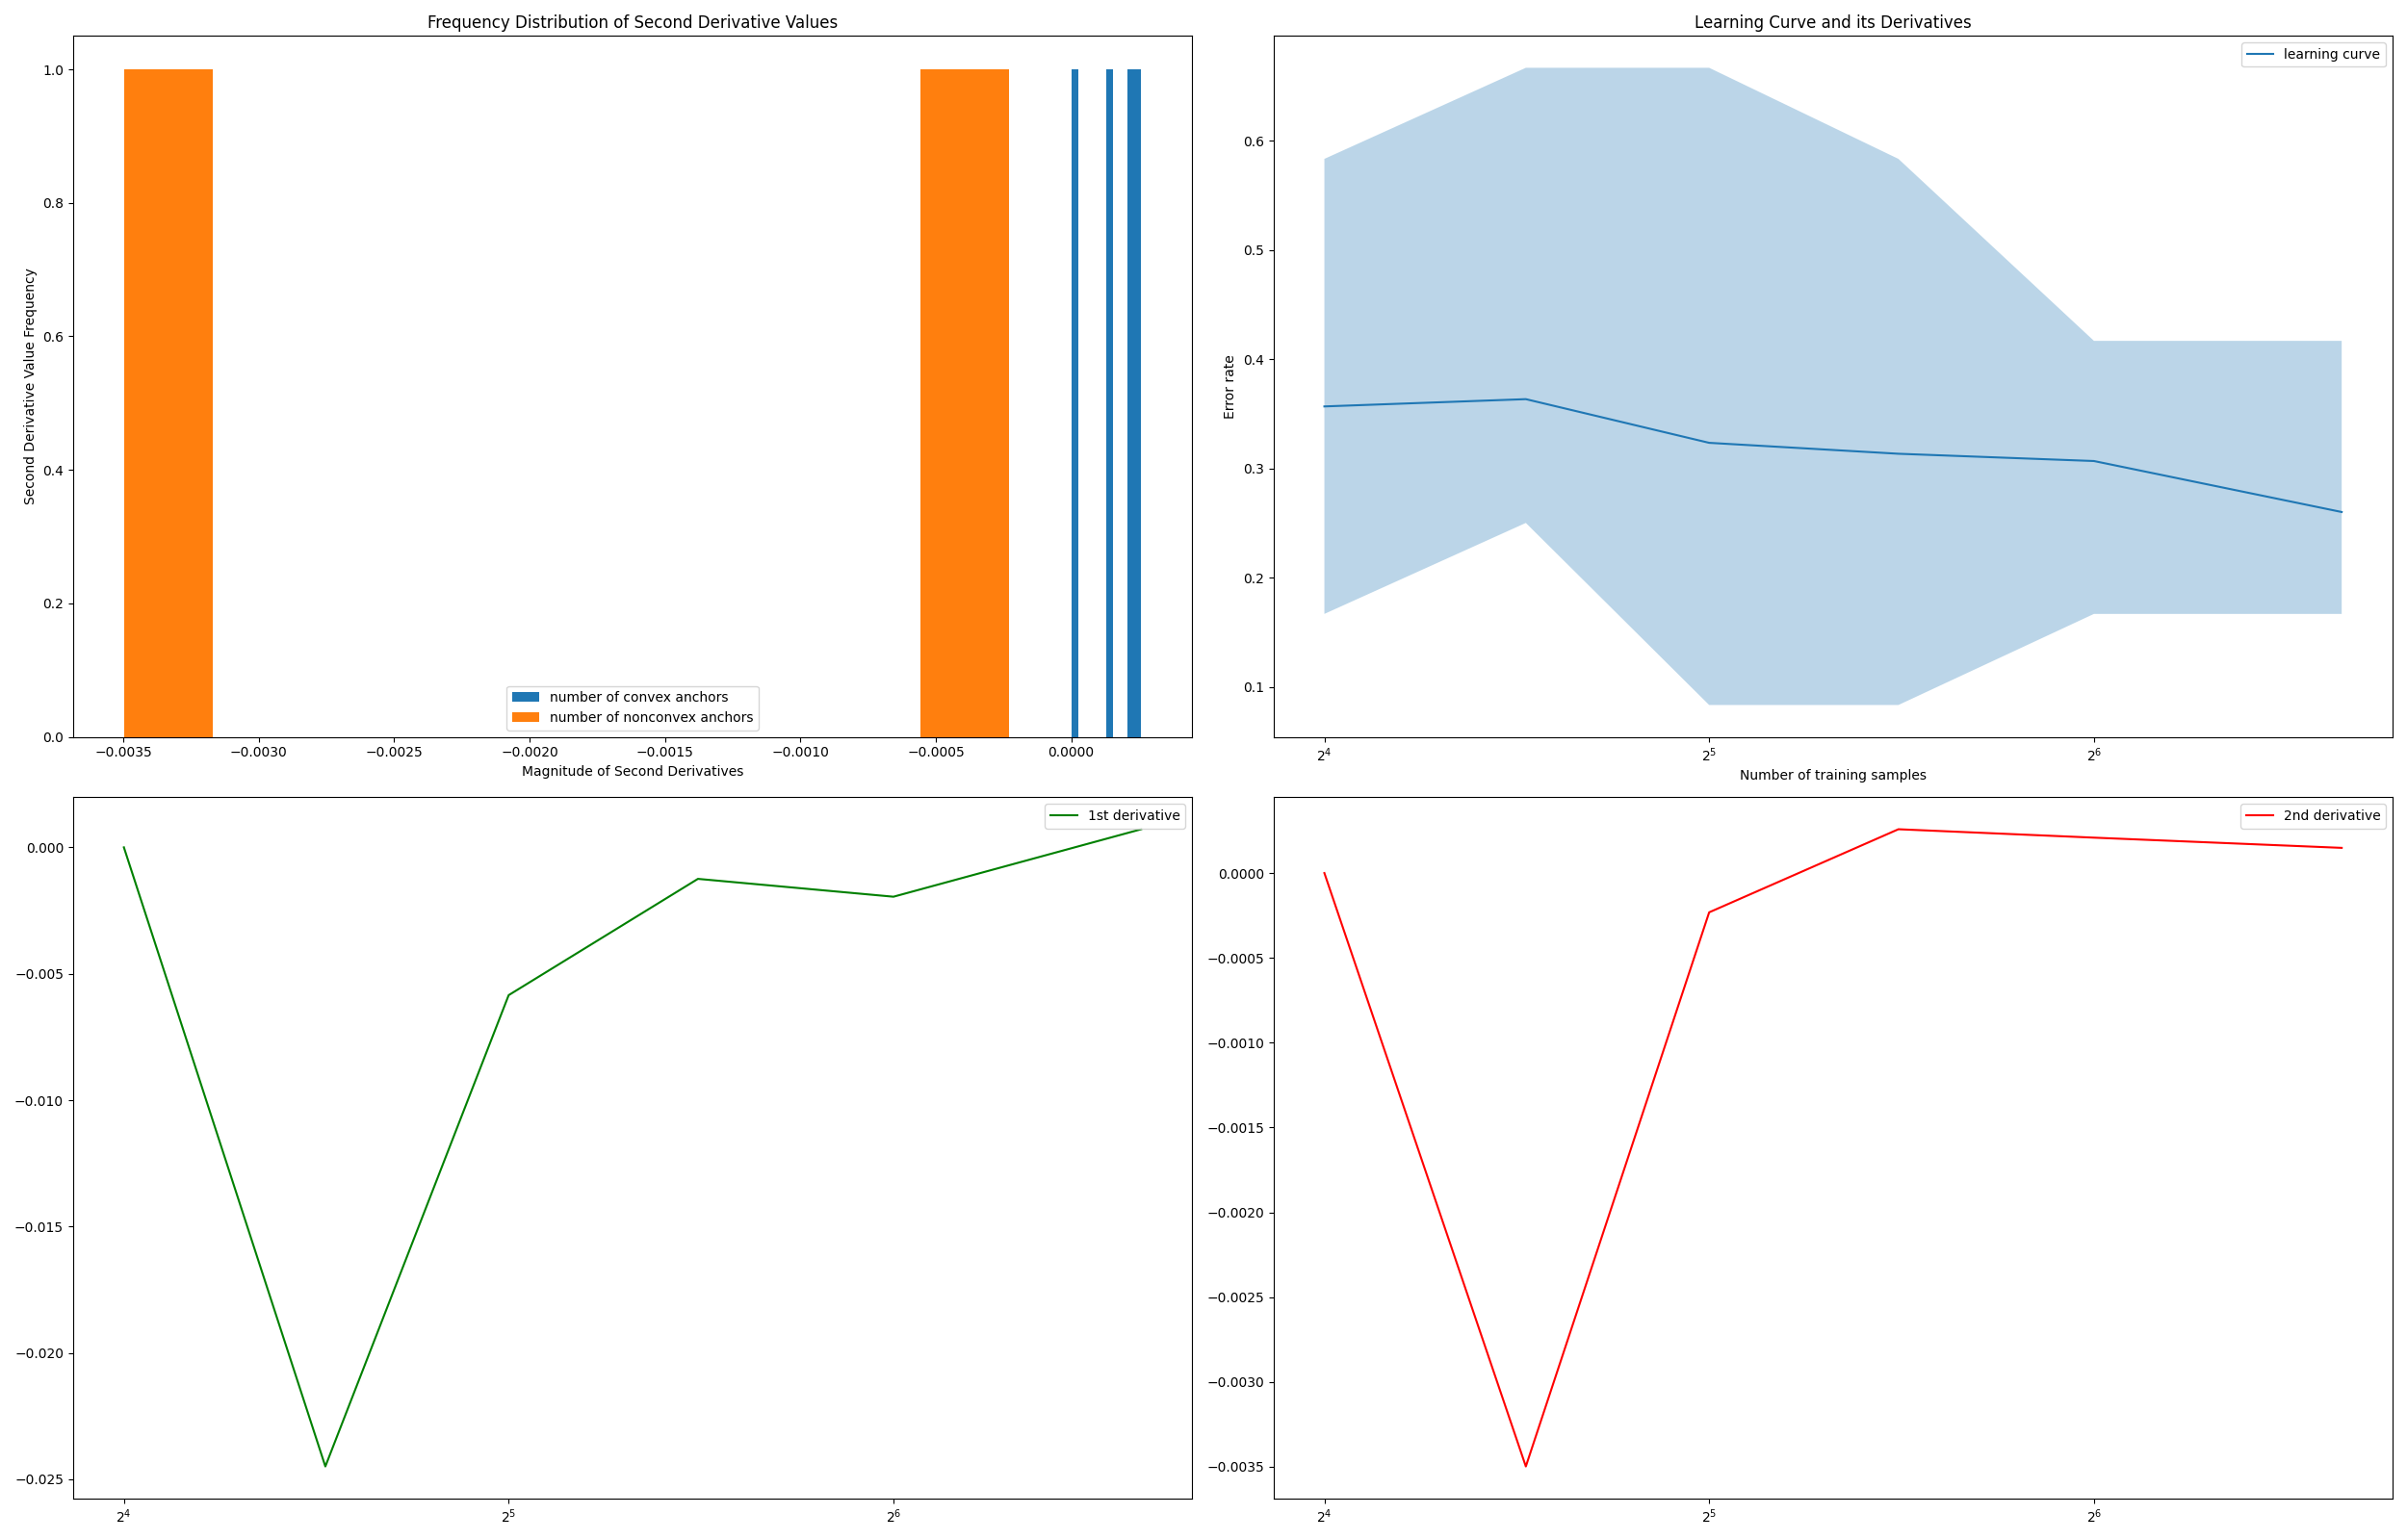 Frequency Distribution of Second Derivative Values
1.0
0.8
0.6
0.4
0.2
0.0
Second Derivative Value Frequency
number of convex anchors
number of nonconvex anchors
−0.0035 −0.0030 −0.0025 −0.0020 −0.0015 −0.0010 −0.0005 0.0000
Magnitude of Second Derivatives
Learning Curve and its Derivatives
learning curve
0.6
0.5
0.4
0.3
0.2
0.1
Error rate
2⁴ 2⁵ 2⁶
Number of training samples
1st derivative
0.000
−0.005
−0.010
−0.015
−0.020
−0.025
2⁴ 2⁵ 2⁶
2nd derivative
0.0000
−0.0005
−0.0010
−0.0015
−0.0020
−0.0025
−0.0030
−0.0035
2⁴ 2⁵ 2⁶